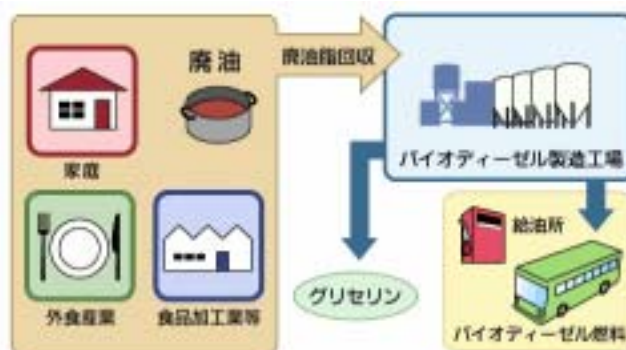 廃油
廃油脂回収
家庭
外食産業
食品加工業等
バイオディーゼル製造工場
グリセリン
給油所
バイオディーゼル燃料